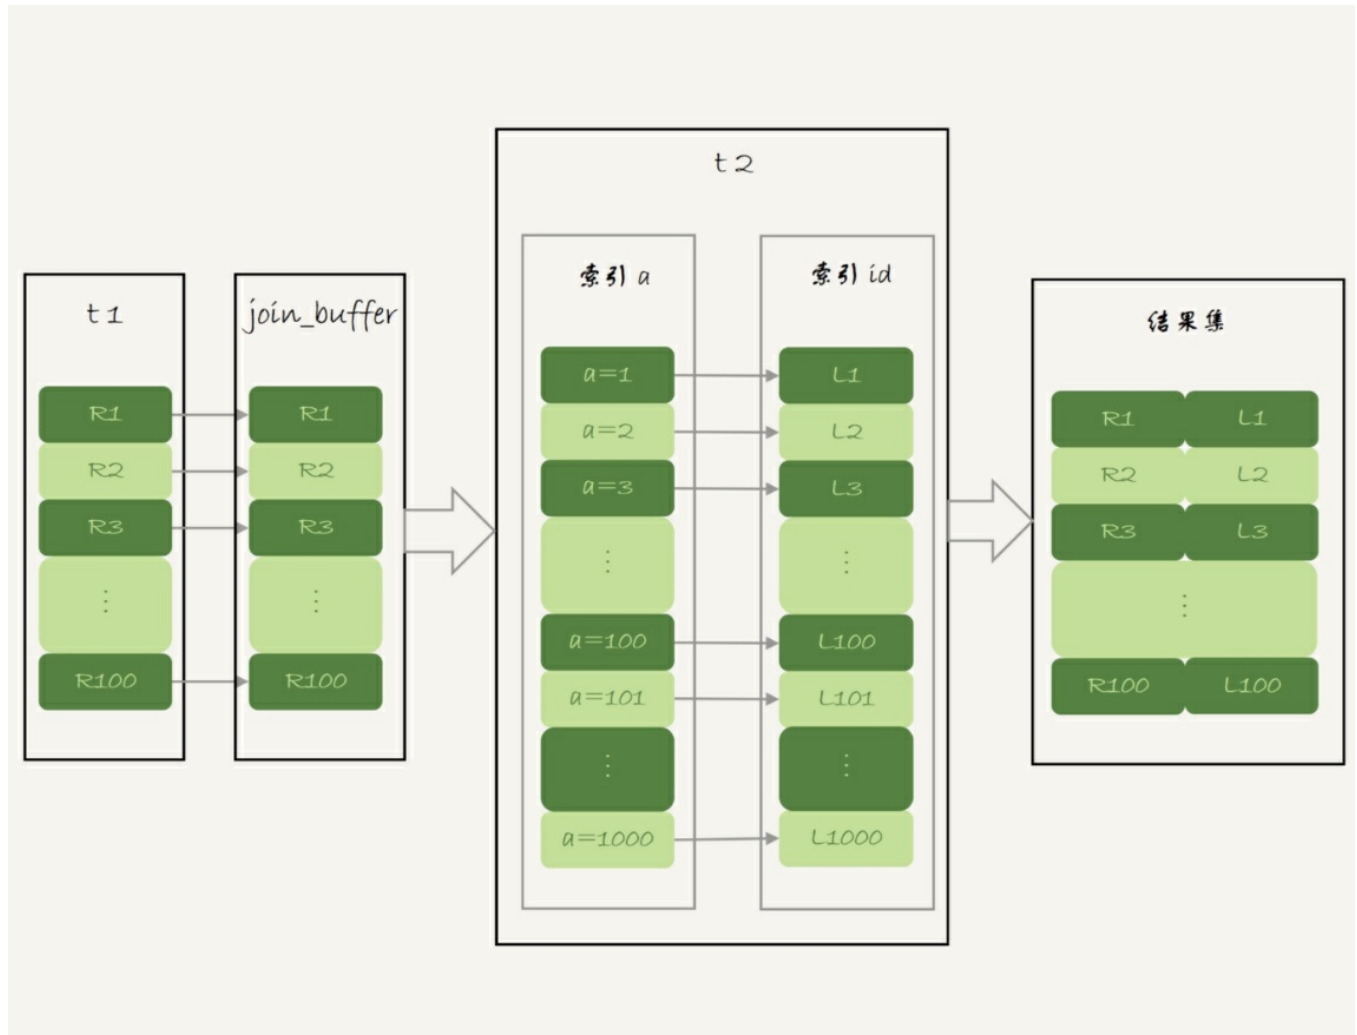 t1
R1
R2
R3
⋮
R100
join_buffer
R1
R2
R3
⋮
R100
t2
索引 a
a=1
a=2
a=3
⋮
a=100
a=101
⋮
a=1000
索引 id
L1
L2
L3
⋮
L100
L101
⋮
L1000
结果集
R1 L1
R2 L2
R3 L3
⋮
R100 L100